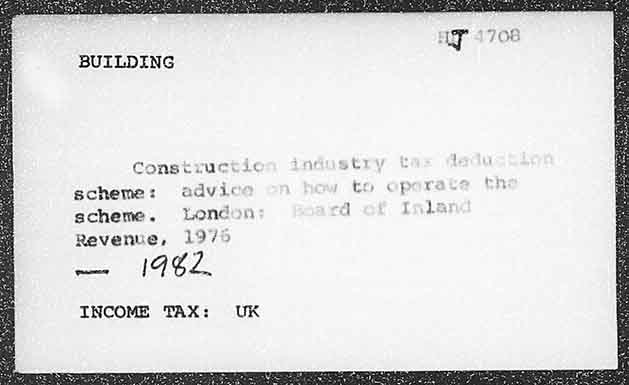 HJ 4708
BUILDING
Construction industry tax deduction
scheme: advice on how to operate the
scheme. London: Board of Inland
Revenue, 1976
— 1982
INCOME TAX: UK